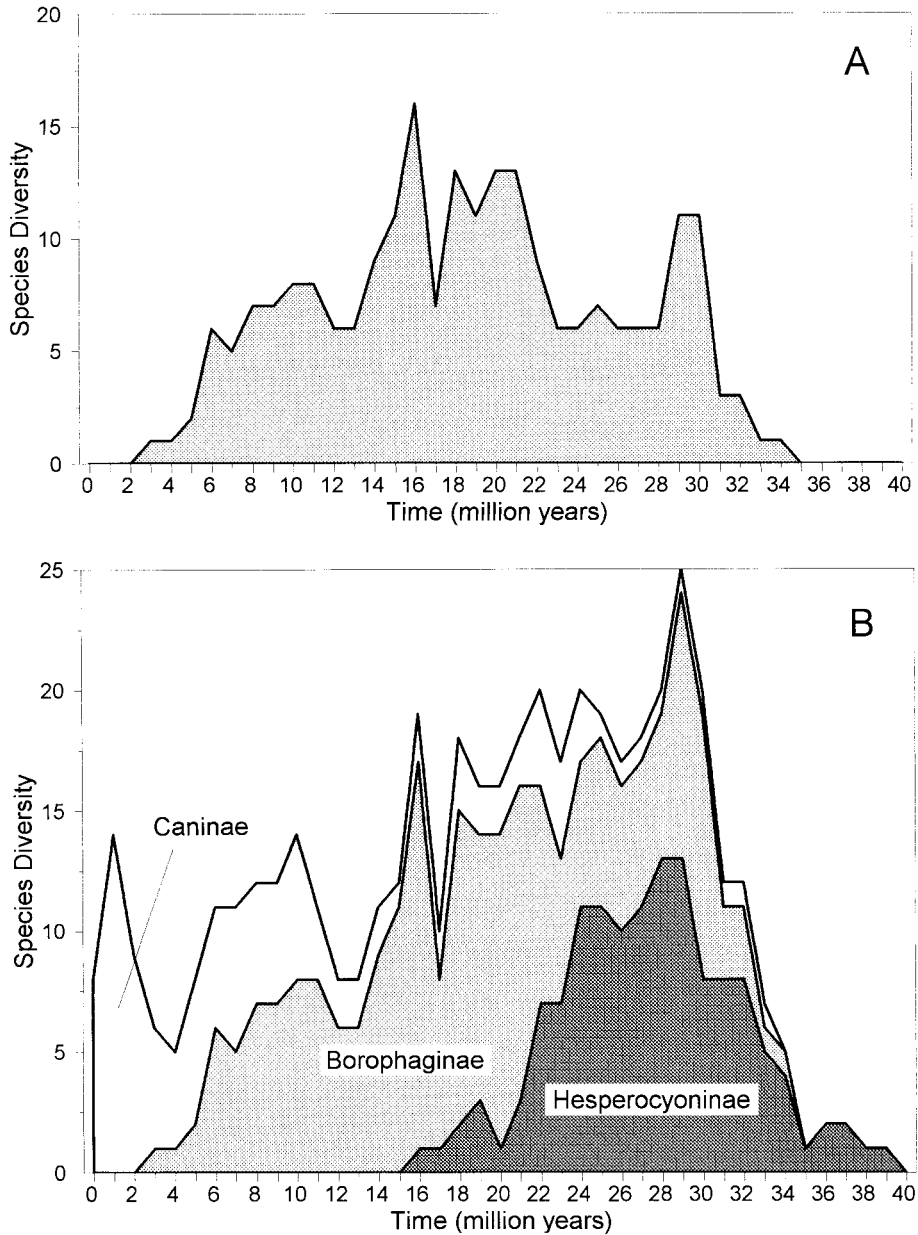 A
20
15
10
5
0
Species Diversity
0 2 4 6 8 10 12 14 16 18 20 22 24 26 28 30 32 34 36 38 40
Time (million years)
B
25
20
15
10
5
0
Species Diversity
Caninae
Borophaginae
Hesperocyoninae
0 2 4 6 8 10 12 14 16 18 20 22 24 26 28 30 32 34 36 38 40
Time (million years)